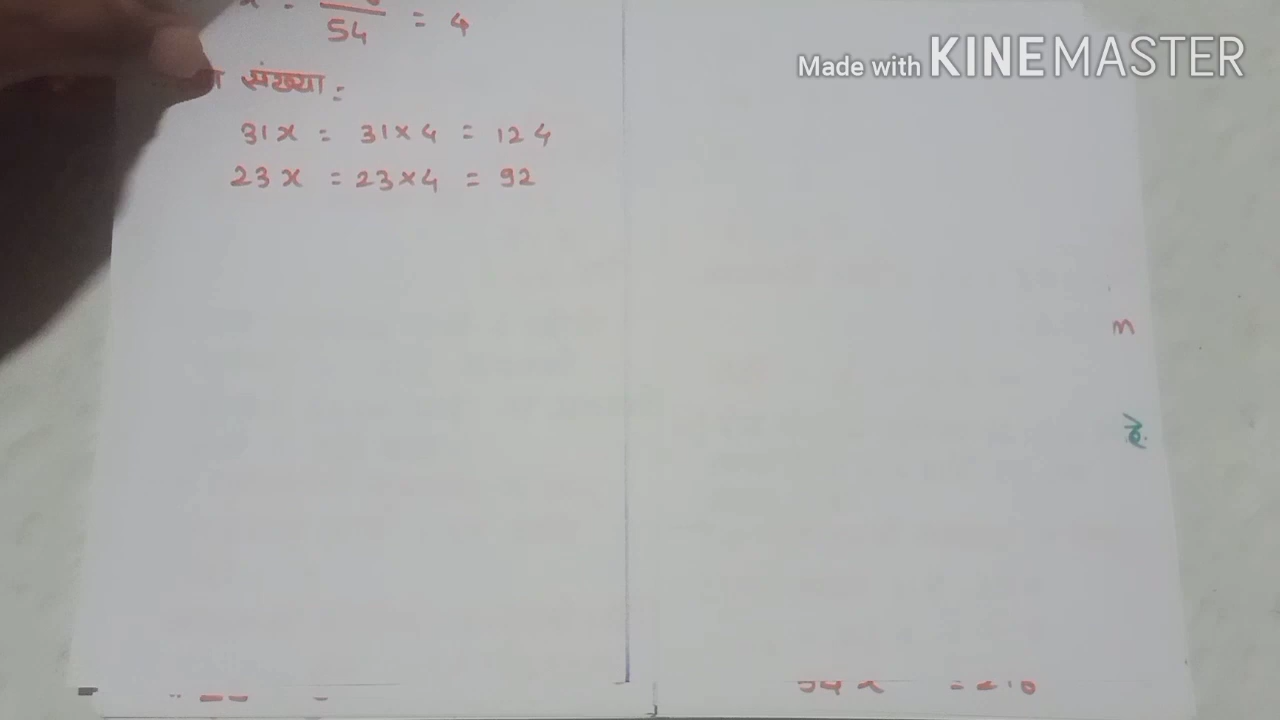 54 = 4
संख्या :
31x = 31 × 4 = 124
23x = 23 × 4 = 92
Made with KINEMASTER
m